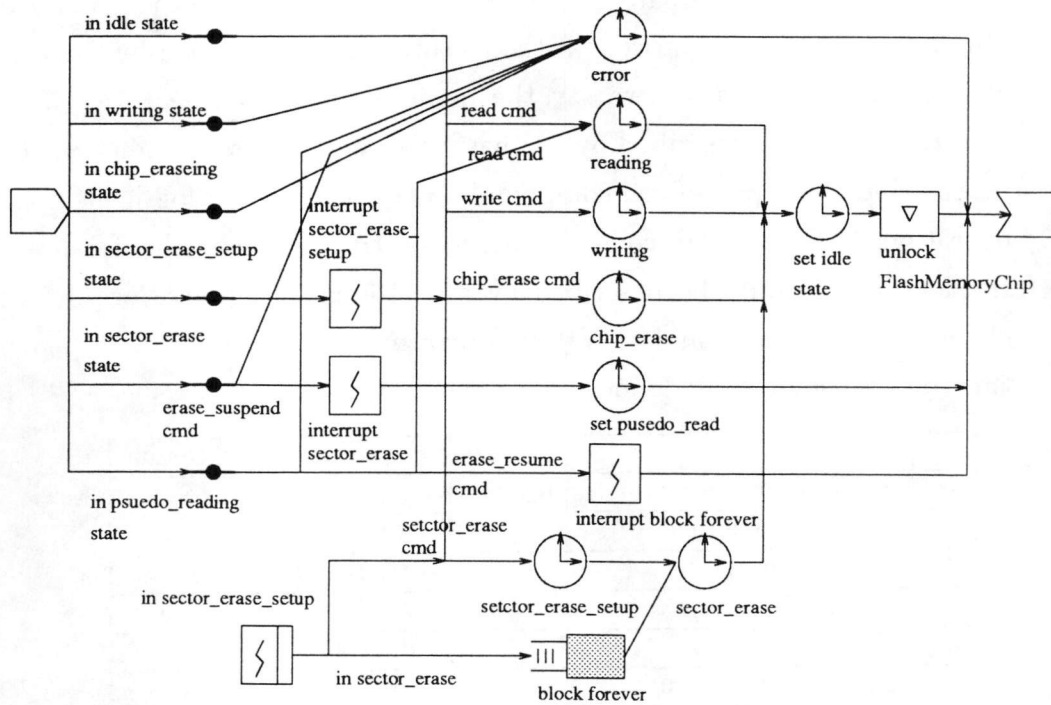 in idle state
error
in writing state
read cmd
read cmd
reading
in chip_eraseing
state
interrupt
sector_erase_
setup
write cmd
writing
set idle
state
unlock
FlashMemoryChip
in sector_erase_setup
state
chip_erase cmd
chip_erase
in sector_erase
state
erase_suspend
cmd
interrupt
sector_erase
set pusedo_read
in psuedo_reading
state
erase_resume
cmd
interrupt block forever
setctor_erase
cmd
setctor_erase_setup
sector_erase
in sector_erase_setup
in sector_erase
block forever